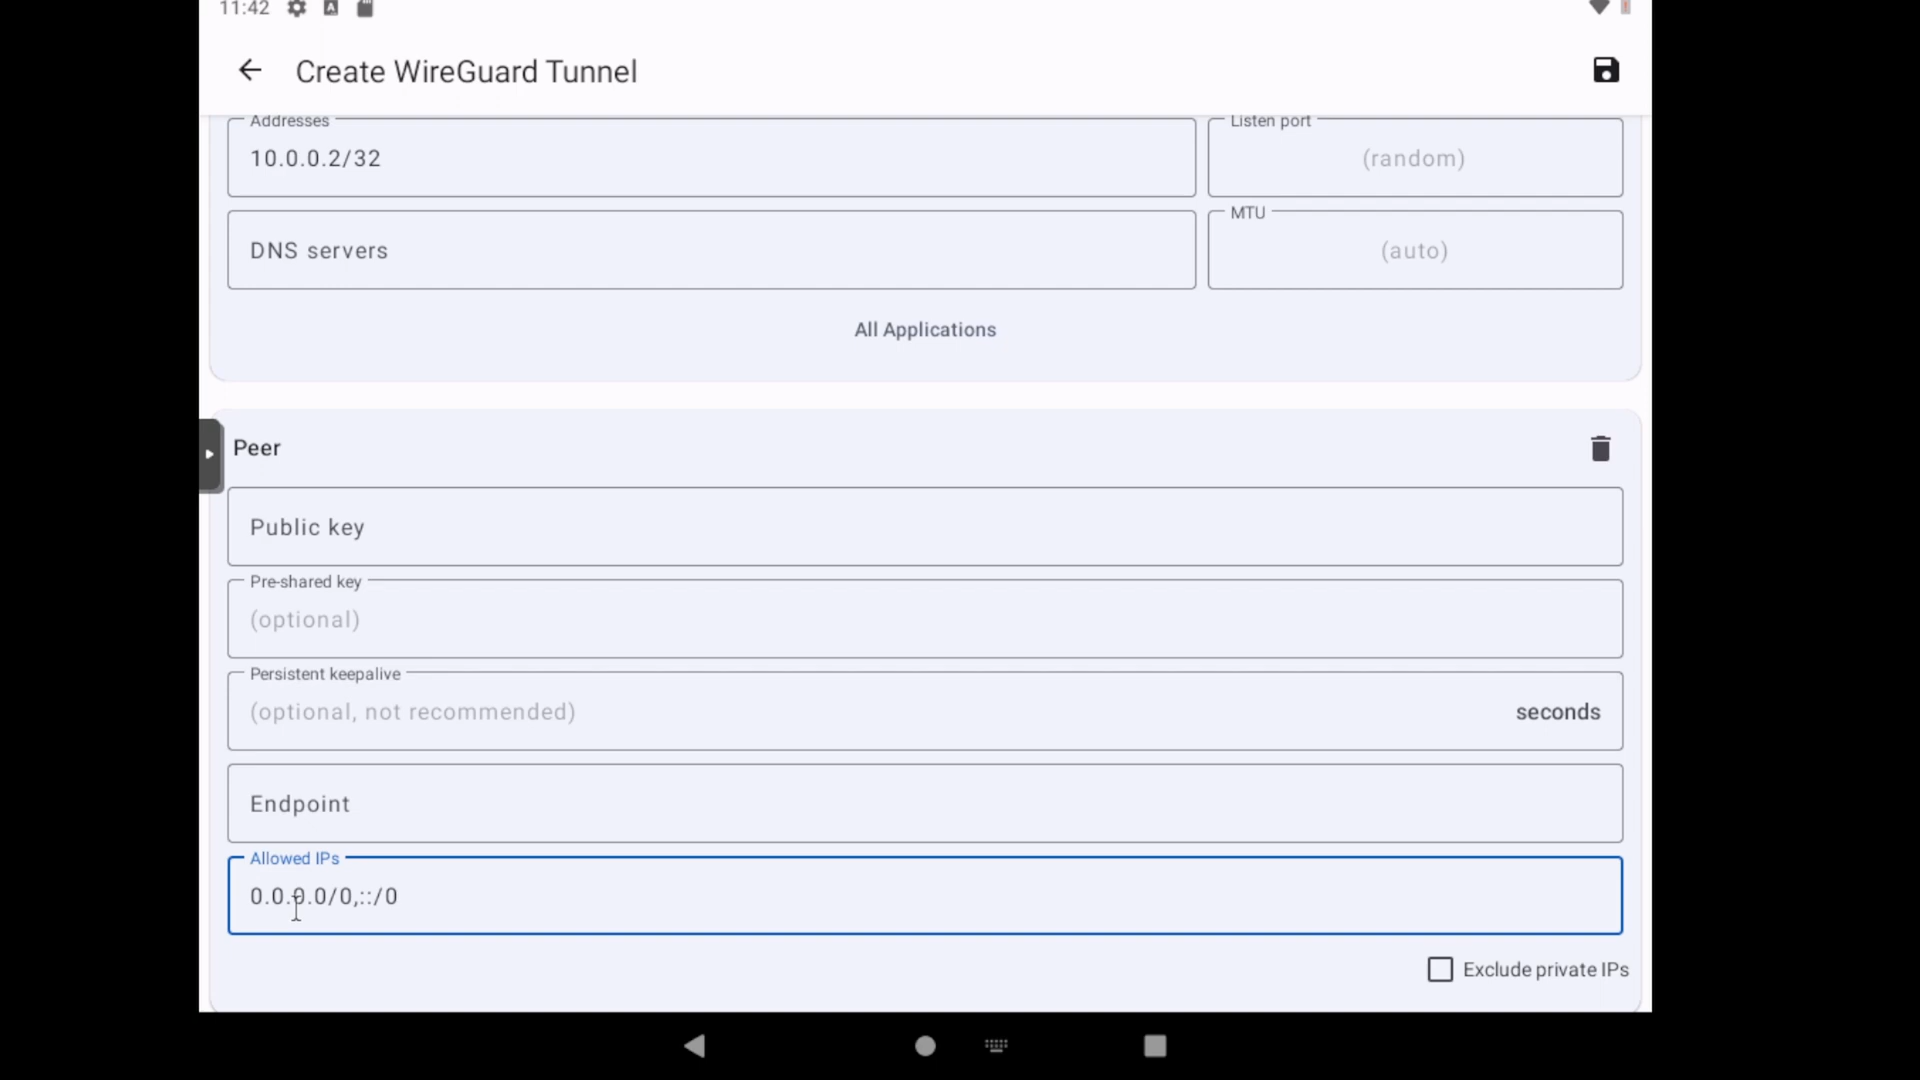 11:42
Create WireGuard Tunnel
Addresses
10.0.0.2/32
Listen port
(random)
DNS servers
MTU
(auto)
All Applications
Peer
Public key
Pre-shared key
(optional)
Persistent keepalive
(optional, not recommended)
seconds
Endpoint
Allowed IPs
0.0.0.0/0,::/0
Exclude private IPs